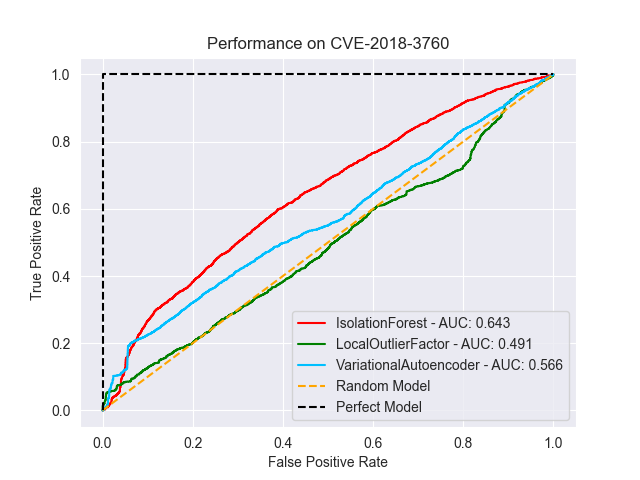 Performance on CVE-2018-3760
True Positive Rate
1.0
0.8
0.6
0.4
0.2
0.0
IsolationForest - AUC: 0.643
LocalOutlierFactor - AUC: 0.491
VariationalAutoencoder - AUC: 0.566
Random Model
Perfect Model
0.0 0.2 0.4 0.6 0.8 1.0
False Positive Rate